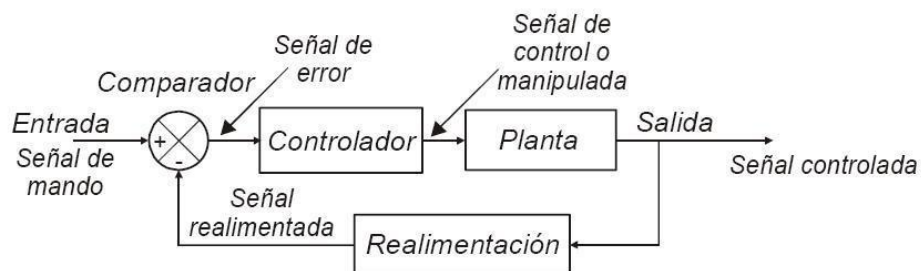 Señal de
error
Señal de
control o
manipulada
Comparador
Entrada
Señal de
mando
+
-
Controlador
Planta
Salida
Señal controlada
Señal
realimentada
Realimentación